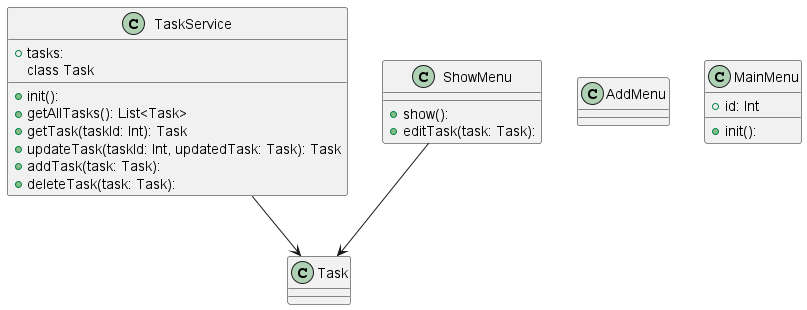 C TaskService
tasks:
class Task
init():
getAllTasks(): List<Task>
getTask(taskId: Int): Task
updateTask(taskId: Int, updatedTask: Task): Task
addTask(task: Task):
deleteTask(task: Task):
C ShowMenu
show():
editTask(task: Task):
C AddMenu
C MainMenu
id: Int
init():
C Task